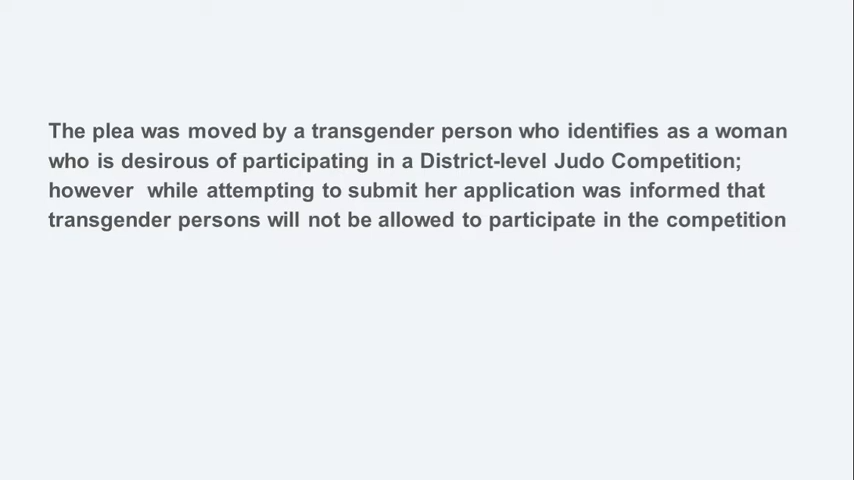 The plea was moved by a transgender person who identifies as a woman
who is desirous of participating in a District-level Judo Competition;
however  while attempting to submit her application was informed that
transgender persons will not be allowed to participate in the competition